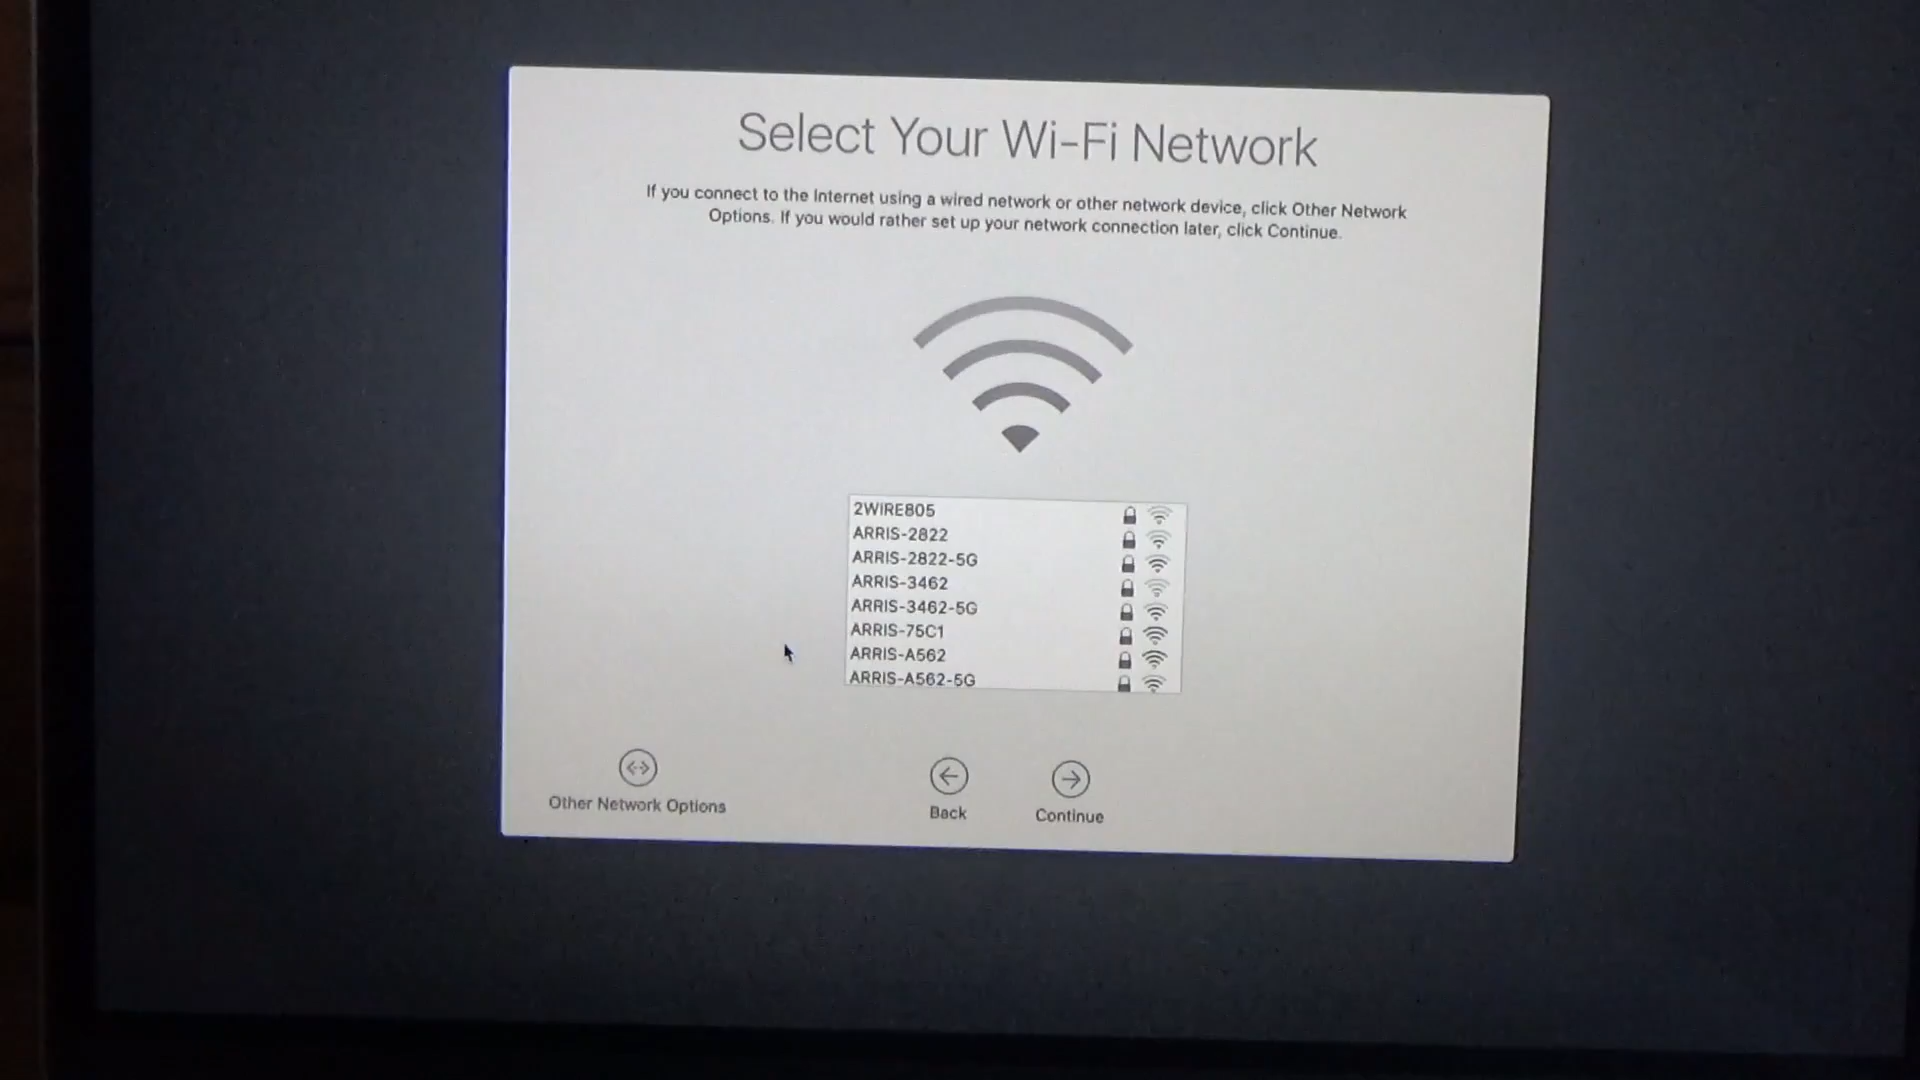 Select Your Wi-Fi Network
If you connect to the Internet using a wired network or other network device, click Other Network
Options. If you would rather set up your network connection later, click Continue.
2WIRE805
ARRIS-2822
ARRIS-2822-5G
ARRIS-3462
ARRIS-3462-5G
ARRIS-75C1
ARRIS-A562
ARRIS-A562-5G
Other Network Options
Back
Continue